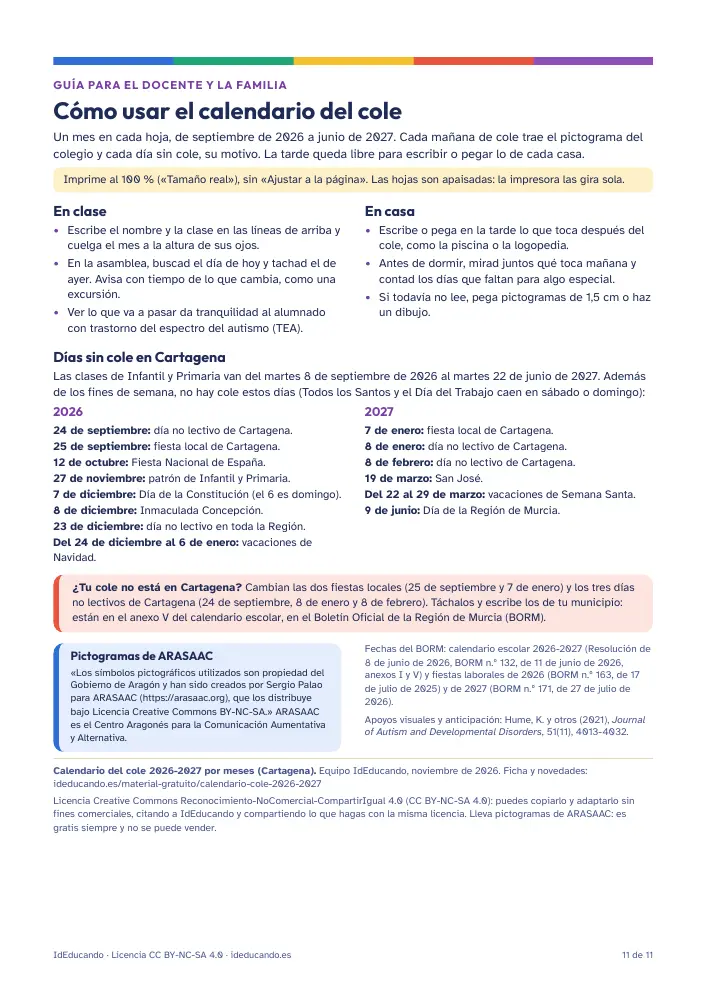 GUÍA PARA EL DOCENTE Y LA FAMILIA
Cómo usar el calendario del cole
Un mes en cada hoja, de septiembre de 2026 a junio de 2027. Cada mañana de cole trae el pictograma del
colegio y cada día sin cole, su motivo. La tarde queda libre para escribir o pegar lo de cada casa.
Imprime al 100 % («Tamaño real»), sin «Ajustar a la página». Las hojas son apaisadas: la impresora las gira sola.
En clase
• Escribe el nombre y la clase en las líneas de arriba y
cuelga el mes a la altura de sus ojos.
• En la asamblea, buscad el día de hoy y tachad el de
ayer. Avisa con tiempo de lo que cambia, como una
excursión.
• Ver lo que va a pasar da tranquilidad al alumnado
con trastorno del espectro del autismo (TEA).
En casa
• Escribe o pega en la tarde lo que toca después del
cole, como la piscina o la logopedia.
• Antes de dormir, mirad juntos qué toca mañana y
contad los días que faltan para algo especial.
• Si todavía no lee, pega pictogramas de 1,5 cm o haz
un dibujo.
Días sin cole en Cartagena
Las clases de Infantil y Primaria van del martes 8 de septiembre de 2026 al martes 22 de junio de 2027. Además
de los fines de semana, no hay cole estos días (Todos los Santos y el Día del Trabajo caen en sábado o domingo):
2026
24 de septiembre: día no lectivo de Cartagena.
25 de septiembre: fiesta local de Cartagena.
12 de octubre: Fiesta Nacional de España.
27 de noviembre: patrón de Infantil y Primaria.
7 de diciembre: Día de la Constitución (el 6 es domingo).
8 de diciembre: Inmaculada Concepción.
23 de diciembre: día no lectivo en toda la Región.
Del 24 de diciembre al 6 de enero: vacaciones de
Navidad.
2027
7 de enero: fiesta local de Cartagena.
8 de enero: día no lectivo de Cartagena.
8 de febrero: día no lectivo de Cartagena.
19 de marzo: San José.
Del 22 al 29 de marzo: vacaciones de Semana Santa.
9 de junio: Día de la Región de Murcia.
¿Tu cole no está en Cartagena? Cambian las dos fiestas locales (25 de septiembre y 7 de enero) y los tres días
no lectivos de Cartagena (24 de septiembre, 8 de enero y 8 de febrero). Táchalos y escribe los de tu municipio:
están en el anexo V del calendario escolar, en el Boletín Oficial de la Región de Murcia (BORM).
Pictogramas de ARASAAC
«Los símbolos pictográficos utilizados son propiedad del
Gobierno de Aragón y han sido creados por Sergio Palao
para ARASAAC (https://arasaac.org), que los distribuye
bajo Licencia Creative Commons BY-NC-SA.» ARASAAC
es el Centro Aragonés para la Comunicación Aumentativa
y Alternativa.
Fechas del BORM: calendario escolar 2026-2027 (Resolución de
8 de junio de 2026, BORM n.º 132, de 11 de junio de 2026,
anexos I y V) y fiestas laborales de 2026 (BORM n.º 163, de 17
de julio de 2025) y de 2027 (BORM n.º 171, de 27 de julio de
2026).
Apoyos visuales y anticipación: Hume, K. y otros (2021), Journal
of Autism and Developmental Disorders, 51(11), 4013-4032.
Calendario del cole 2026-2027 por meses (Cartagena). Equipo IdEducando, noviembre de 2026. Ficha y novedades:
ideducando.es/material-gratuito/calendario-cole-2026-2027
Licencia Creative Commons Reconocimiento-NoComercial-CompartirIgual 4.0 (CC BY-NC-SA 4.0): puedes copiarlo y adaptarlo sin
fines comerciales, citando a IdEducando y compartiendo lo que hagas con la misma licencia. Lleva pictogramas de ARASAAC: es
gratis siempre y no se puede vender.
IdEducando · Licencia CC BY-NC-SA 4.0 · ideducando.es
11 de 11